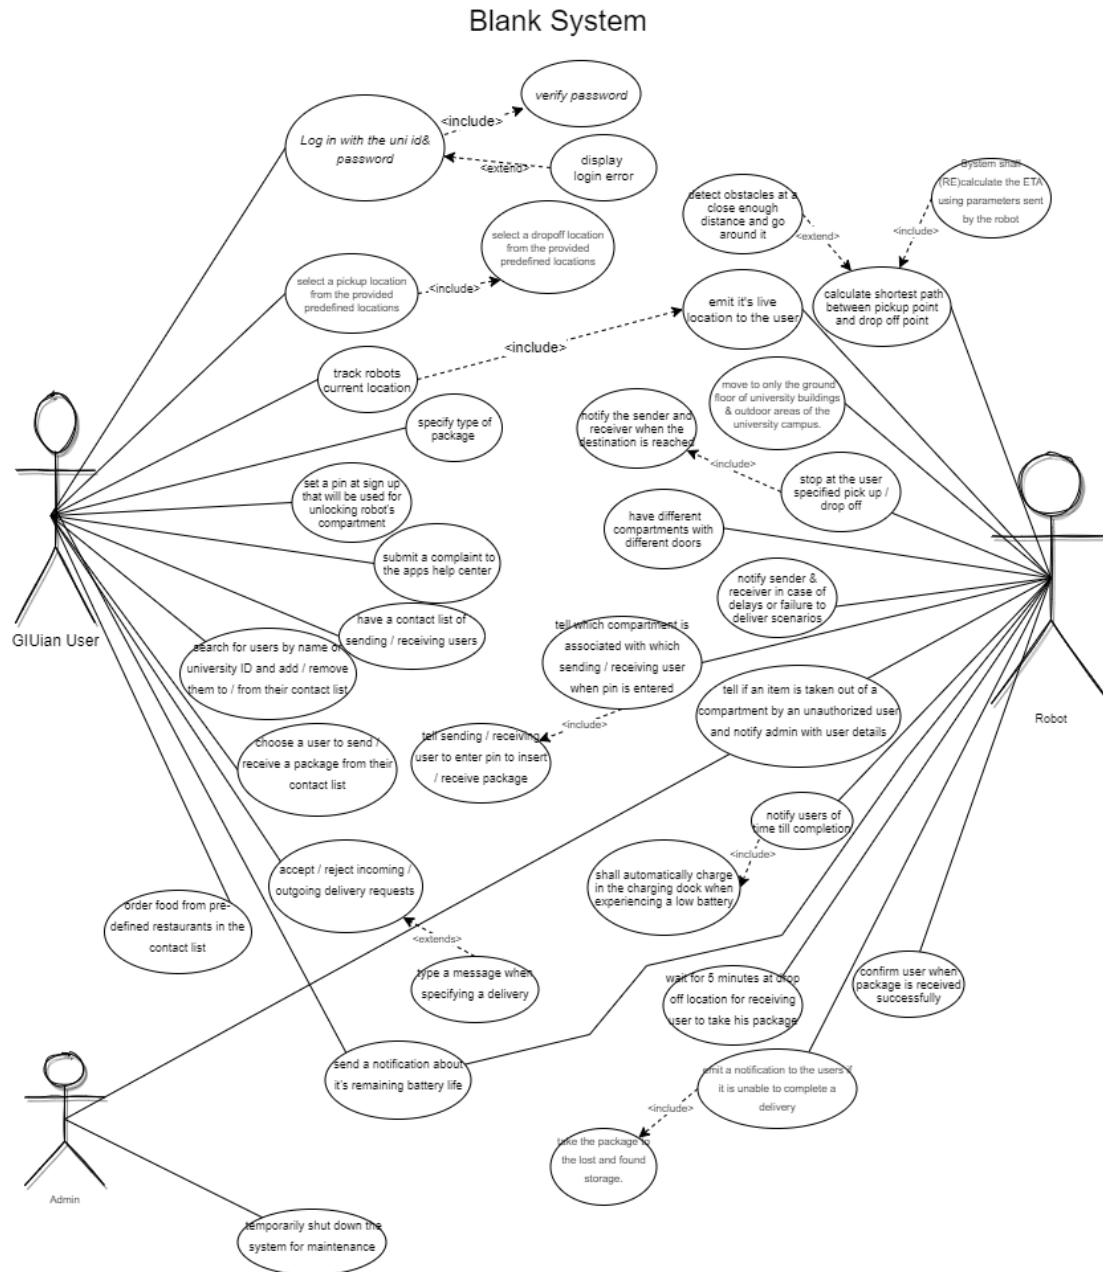 Blank System
verify password
<include>
Log in with the uni id&
password
<extend>
display
login error
System shall
(RE)calculate the ETA
using parameters sent
by the robot
detect obstacles at a
close enough
distance and go
around it
<extend>
<include>
select a dropoff location
from the provided
predefined locations
select a pickup location
from the provided
predefined locations
<include>
emit it's live
location to the user
calculate shortest path
between pickup point
and drop off point
<include>
track robots
current location
move to only the ground
floor of university buildings
& outdoor areas of the
university campus.
specify type of
package
notify the sender and
receiver when the
destination is reached
<include>
stop at the user
specified pick up /
drop off
set a pin at sign up
that will be used for
unlocking robot's
compartment
have different
compartments with
different doors
submit a complaint to
the apps help center
notify sender &
receiver in case of
delays or failure to
deliver scenarios
GIUian User
have a contact list of
sending / receiving users
tell which compartment is
associated with which
sending / receiving user
when pin is entered
search for users by name or
university ID and add / remove
them to / from their contact list
tell if an item is taken out of a
compartment by an unauthorized user
and notify admin with user details
Robot
<include>
choose a user to send /
receive a package from their
contact list
tell sending / receiving
user to enter pin to insert
/ receive package
notify users of
time till completion
<include>
accept / reject incoming /
outgoing delivery requests
shall automatically charge
in the charging dock when
experiencing a low battery
order food from pre-
defined restaurants in the
contact list
<extends>
type a message when
specifying a delivery
wait for 5 minutes at drop
off location for receiving
user to take his package
confirm user when
package is received
successfully
send a notification about
it's remaining battery life
emit a notification to the users if
it is unable to complete a
delivery
<include>
take the package to
the lost and found
storage.
Admin
temporarily shut down the
system for maintenance